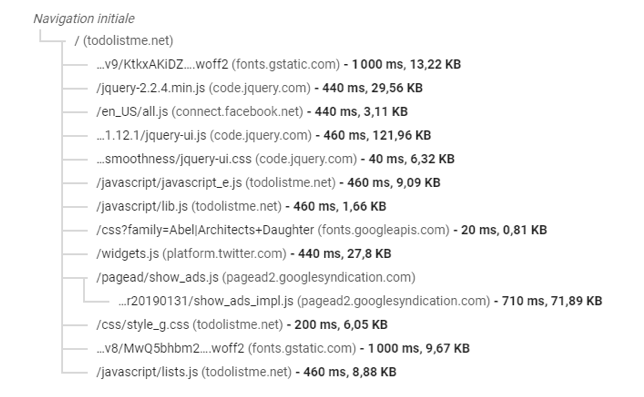 Navigation initiale
/ (todolistme.net)
…v9/KtkxAKiDZ….woff2 (fonts.gstatic.com) - 1 000 ms, 13,22 KB
/jquery-2.2.4.min.js (code.jquery.com) - 440 ms, 29,56 KB
/en_US/all.js (connect.facebook.net) - 440 ms, 3,11 KB
…1.12.1/jquery-ui.js (code.jquery.com) - 460 ms, 121,96 KB
…smoothness/jquery-ui.css (code.jquery.com) - 40 ms, 6,32 KB
/javascript/javascript_e.js (todolistme.net) - 460 ms, 9,09 KB
/javascript/lib.js (todolistme.net) - 460 ms, 1,66 KB
/css?family=Abel|Architects+Daughter (fonts.googleapis.com) - 20 ms, 0,81 KB
/widgets.js (platform.twitter.com) - 440 ms, 27,8 KB
/pagead/show_ads.js (pagead2.googlesyndication.com)
…r20190131/show_ads_impl.js (pagead2.googlesyndication.com) - 710 ms, 71,89 KB
/css/style_g.css (todolistme.net) - 200 ms, 6,05 KB
…v8/MwQ5bhbm2….woff2 (fonts.gstatic.com) - 1 000 ms, 9,67 KB
/javascript/lists.js (todolistme.net) - 460 ms, 8,88 KB